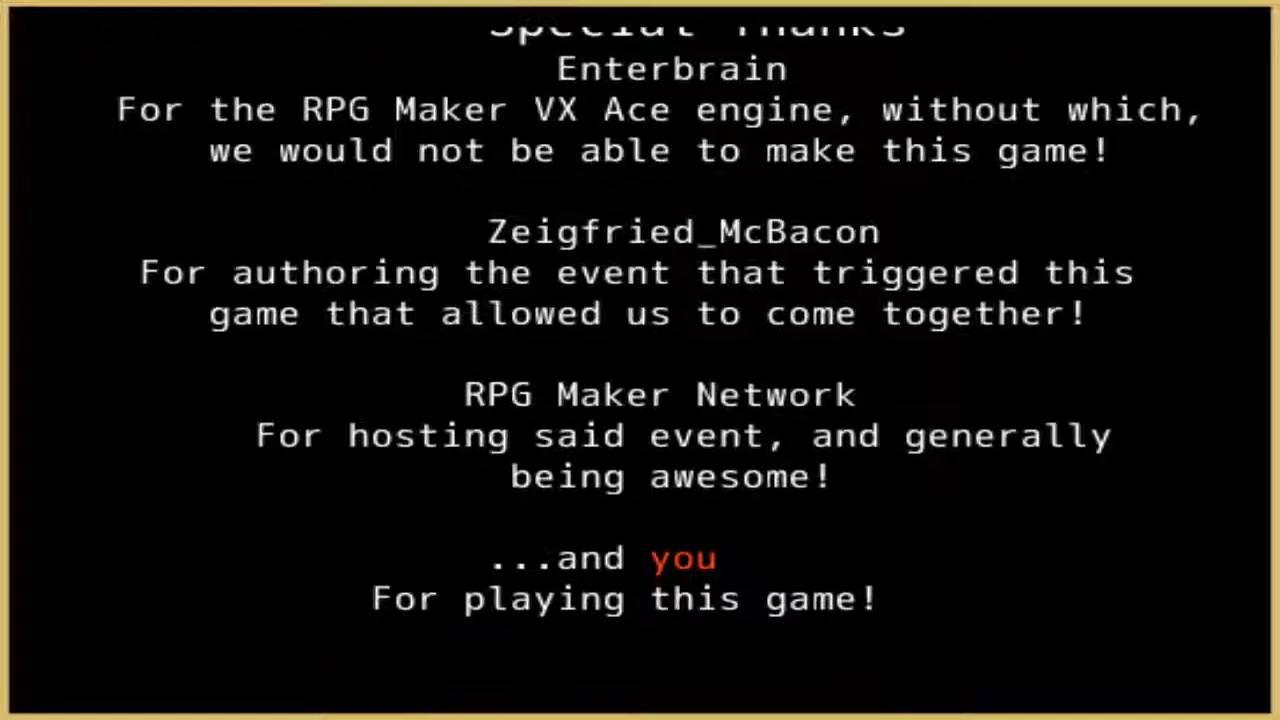 Special Thanks
Enterbrain
For the RPG Maker VX Ace engine, without which,
we would not be able to make this game!
Zeigfried_McBacon
For authoring the event that triggered this
game that allowed us to come together!
RPG Maker Network
For hosting said event, and generally
being awesome!
...and you
For playing this game!